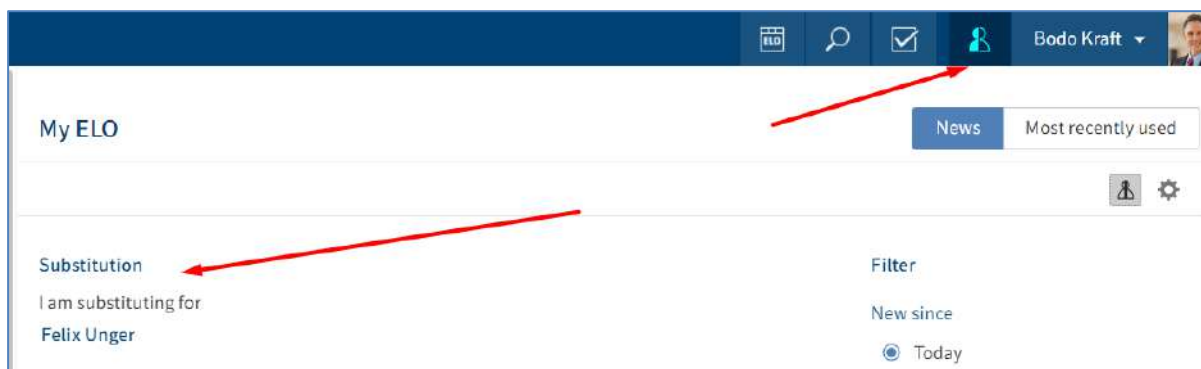 ELO
Bodo Kraft
My ELO
News
Most recently used
Substitution
I am substituting for
Felix Unger
Filter
New since
Today